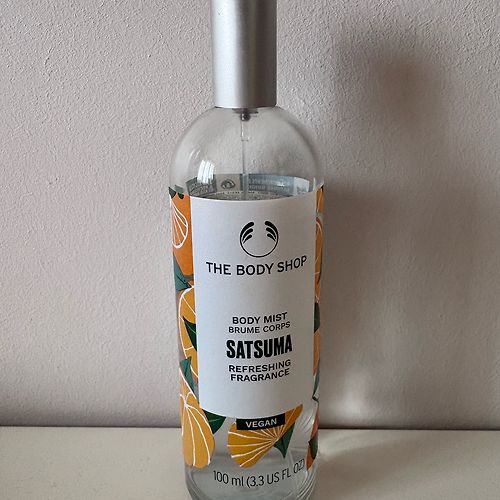 THE BODY SHOP
BODY MIST
BRUME CORPS
SATSUMA
REFRESHING
FRAGRANCE
VEGAN
100 ml (3.3 US FL OZ)